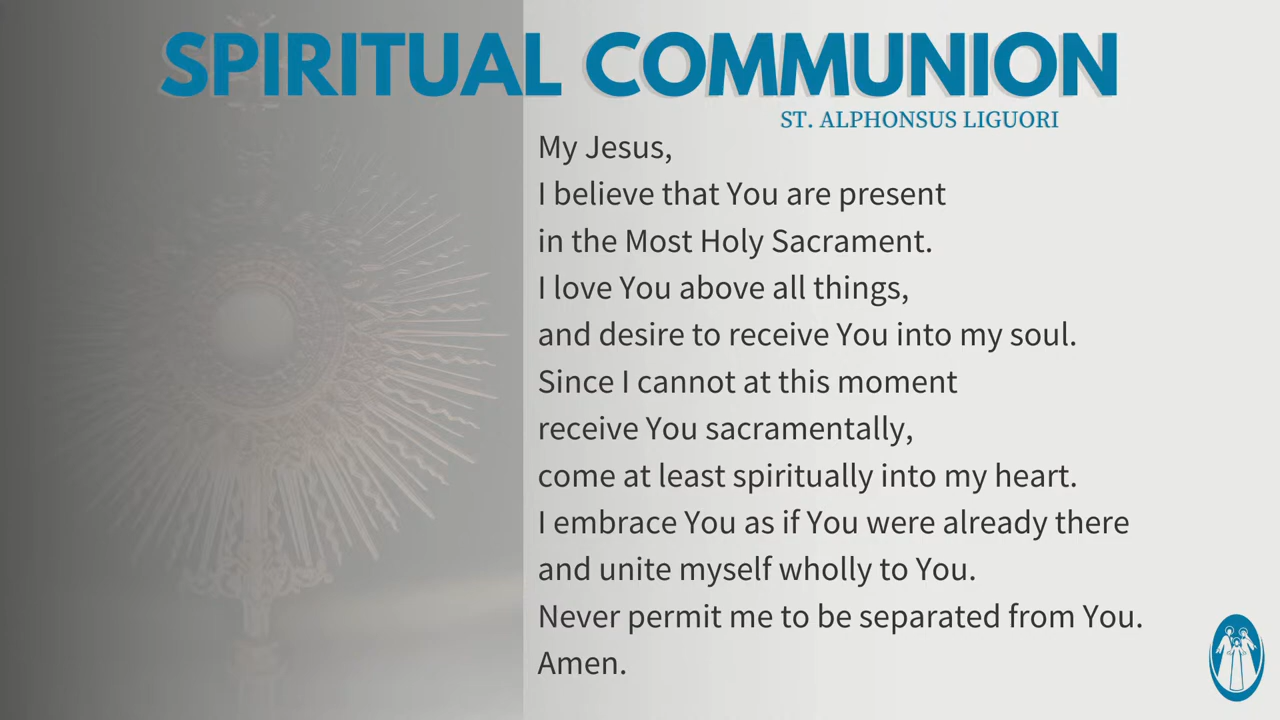 SPIRITUAL COMMUNION
ST. ALPHONSUS LIGUORI
My Jesus,
I believe that You are present
in the Most Holy Sacrament.
I love You above all things,
and desire to receive You into my soul.
Since I cannot at this moment
receive You sacramentally,
come at least spiritually into my heart.
I embrace You as if You were already there
and unite myself wholly to You.
Never permit me to be separated from You.
Amen.